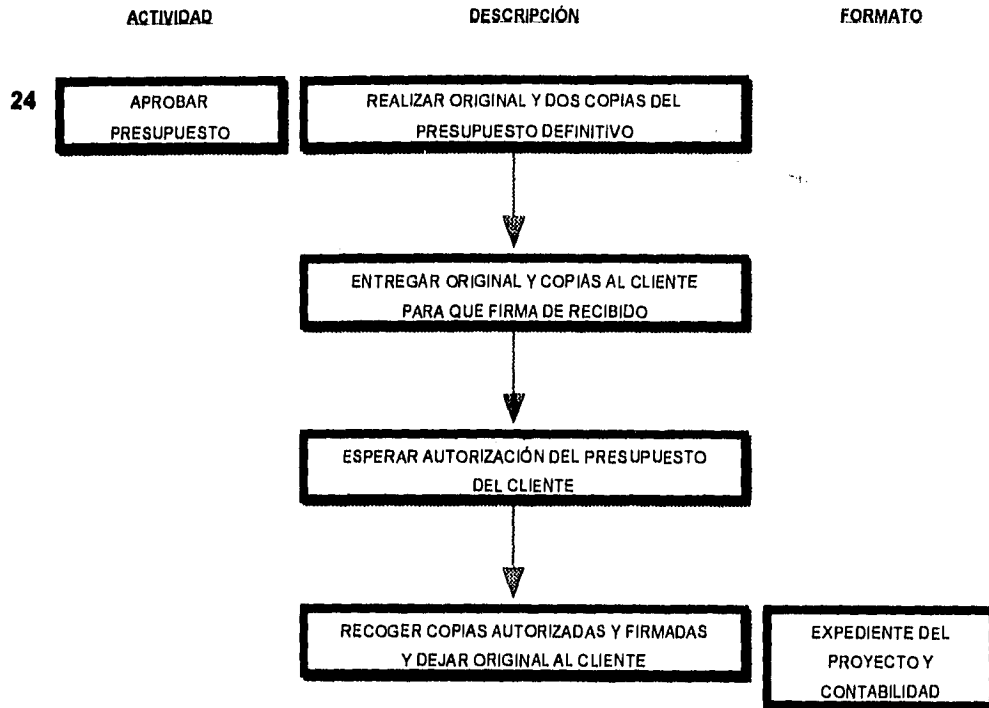 ACTIVIDAD
DESCRIPCIÓN
FORMATO
24
APROBAR
PRESUPUESTO
REALIZAR ORIGINAL Y DOS COPIAS DEL
PRESUPUESTO DEFINITIVO
ENTREGAR ORIGINAL Y COPIAS AL CLIENTE
PARA QUE FIRMA DE RECIBIDO
ESPERAR AUTORIZACIÓN DEL PRESUPUESTO
DEL CLIENTE
RECOGER COPIAS AUTORIZADAS Y FIRMADAS
Y DEJAR ORIGINAL AL CLIENTE
EXPEDIENTE DEL
PROYECTO Y
CONTABILIDAD